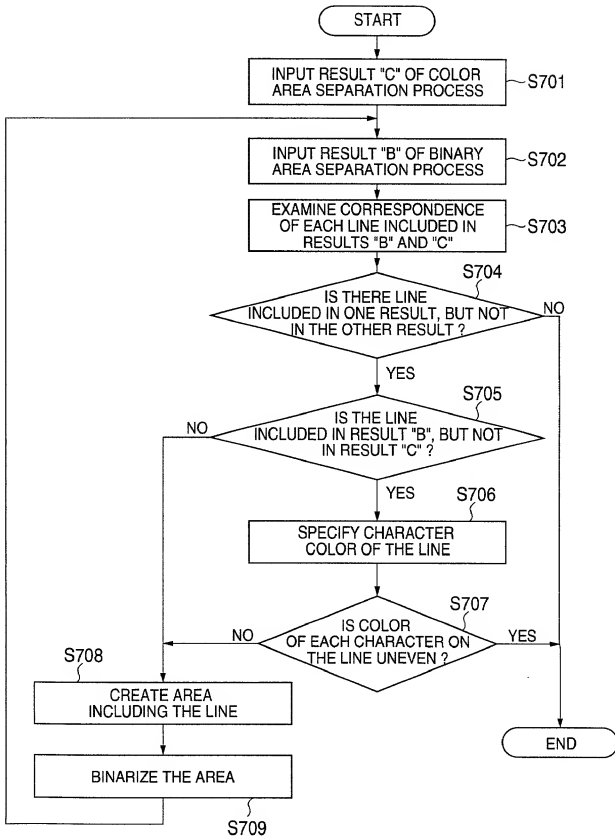 START
INPUT RESULT "C" OF COLOR
AREA SEPARATION PROCESS
S701
INPUT RESULT "B" OF BINARY
AREA SEPARATION PROCESS
S702
EXAMINE CORRESPONDENCE
OF EACH LINE INCLUDED IN
RESULTS "B" AND "C"
S703
S704
IS THERE LINE
INCLUDED IN ONE RESULT, BUT NOT
IN THE OTHER RESULT ?
NO
YES
S705
IS THE LINE
INCLUDED IN RESULT "B", BUT NOT
IN RESULT "C" ?
NO
YES
S706
SPECIFY CHARACTER
COLOR OF THE LINE
S707
IS COLOR
OF EACH CHARACTER ON
THE LINE UNEVEN ?
NO
YES
S708
CREATE AREA
INCLUDING THE LINE
END
BINARIZE THE AREA
S709